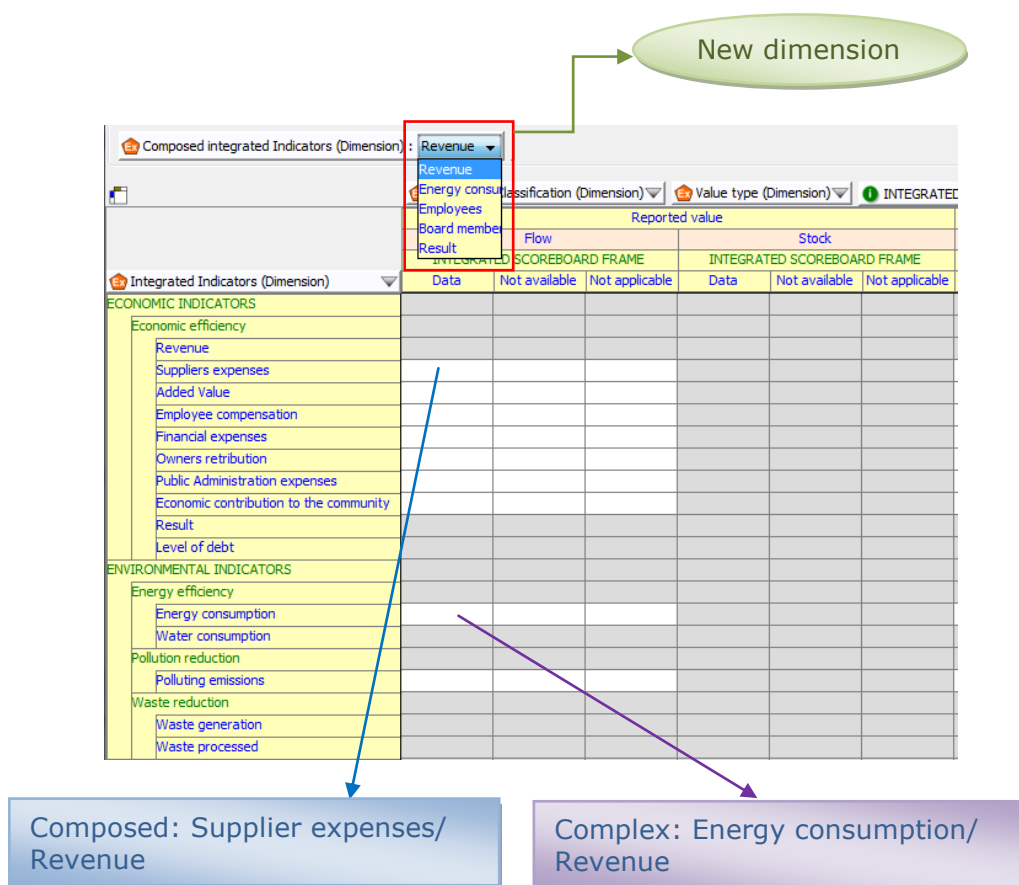 New dimension
Composed integrated Indicators (Dimension) : Revenue
Revenue
Energy consu
Employees
Board member
Result
lassification (Dimension) Value type (Dimension) INTEGRATED
Reported value
Flow Stock
INTEGRATED SCOREBOARD FRAME INTEGRATED SCOREBOARD FRAME
Integrated Indicators (Dimension) Data Not available Not applicable Data Not available Not applicable
ECONOMIC INDICATORS
Economic efficiency
Revenue
Suppliers expenses
Added Value
Employee compensation
Financial expenses
Owners retribution
Public Administration expenses
Economic contribution to the community
Result
Level of debt
ENVIRONMENTAL INDICATORS
Energy efficiency
Energy consumption
Water consumption
Pollution reduction
Polluting emissions
Waste reduction
Waste generation
Waste processed
Composed: Supplier expenses/
Revenue
Complex: Energy consumption/
Revenue